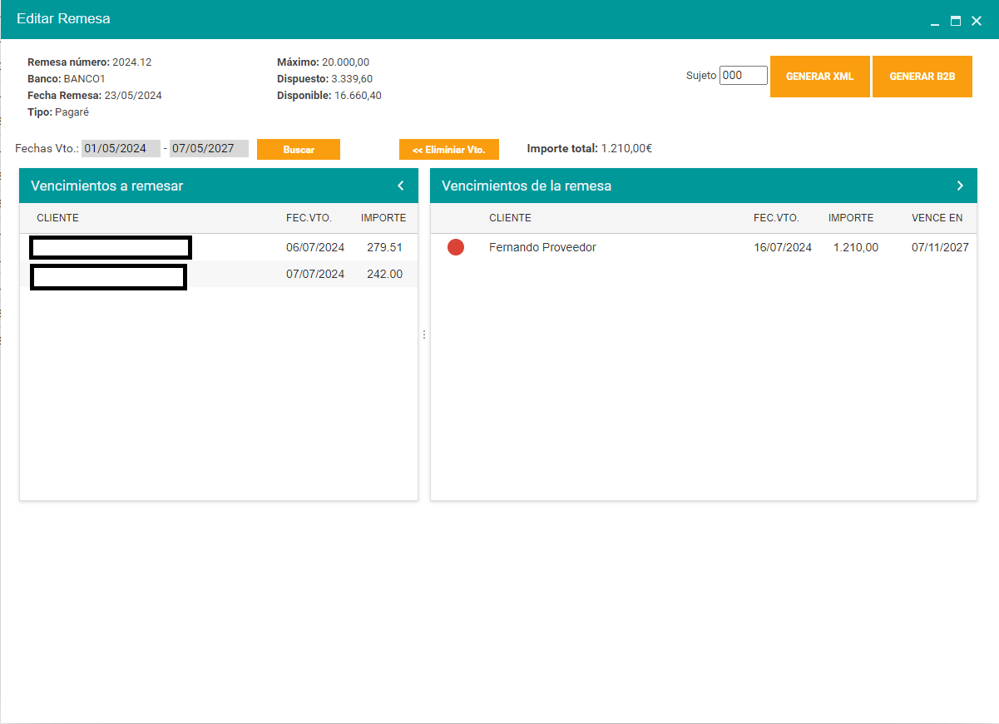 Editar Remesa
Remesa número: 2024.12
Banco: BANCO1
Fecha Remesa: 23/05/2024
Tipo: Pagaré
Máximo: 20.000,00
Dispuesto: 3.339,60
Disponible: 16.660,40
Sujeto 000 GENERAR XML GENERAR B2B
Fechas Vto.: 01/05/2024 - 07/05/2027 Buscar << Eliminiar Vto. Importe total: 1.210,00€
Vencimientos a remesar
CLIENTE FEC.VTO. IMPORTE
06/07/2024 279.51
07/07/2024 242.00
Vencimientos de la remesa
CLIENTE FEC.VTO. IMPORTE VENCE EN
Fernando Proveedor 16/07/2024 1.210,00 07/11/2027